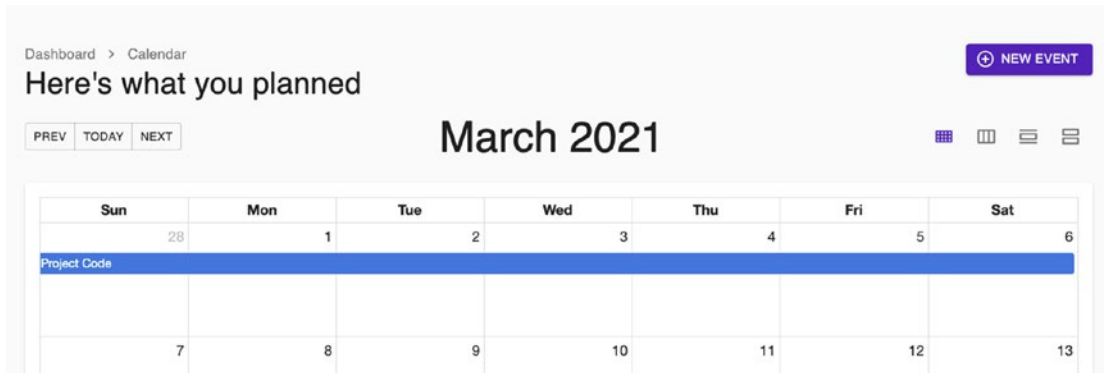 Dashboard > Calendar
NEW EVENT
Here's what you planned
PREV TODAY NEXT
March 2021
Sun Mon Tue Wed Thu Fri Sat
28 1 2 3 4 5 6
Project Code
7 8 9 10 11 12 13